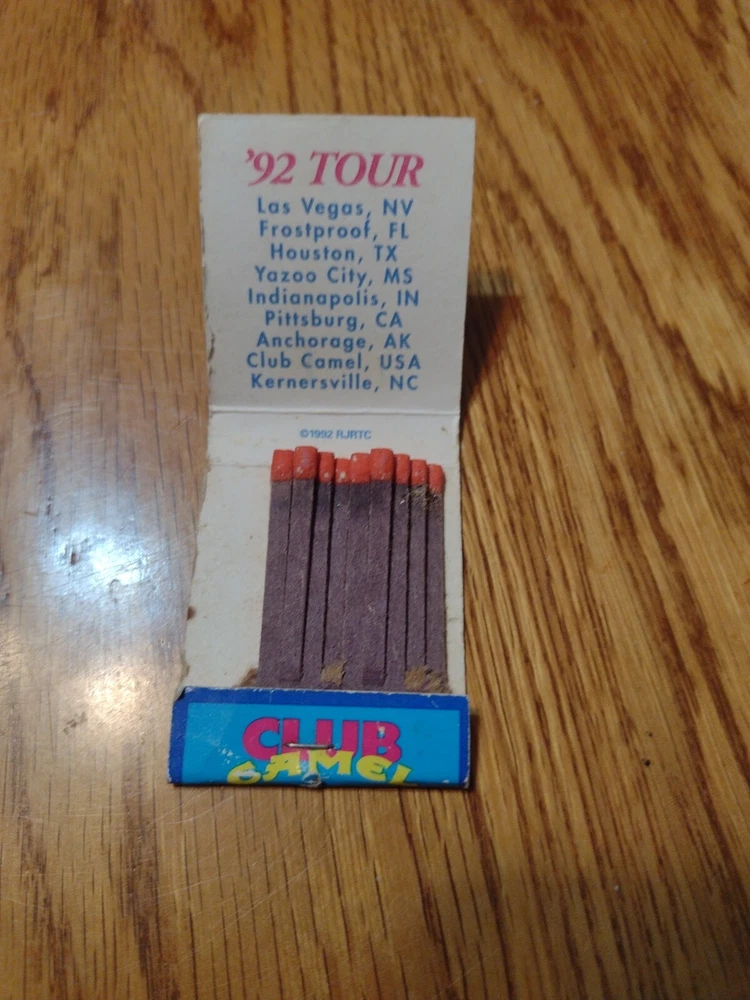 '92 TOUR
Las Vegas, NV
Frostproof, FL
Houston, TX
Yazoo City, MS
Indianapolis, IN
Pittsburg, CA
Anchorage, AK
Club Camel, USA
Kernersville, NC
©1992 RJRTC
CLUB
CAMEL